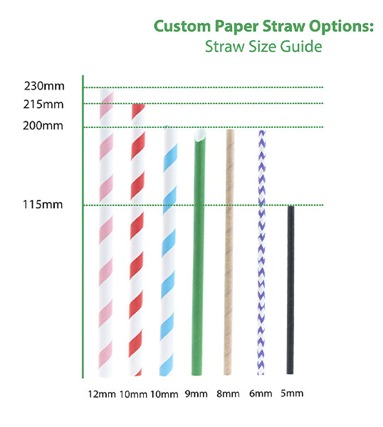 Custom Paper Straw Options:
Straw Size Guide
230mm
215mm
200mm
115mm
12mm 10mm 10mm 9mm 8mm 6mm 5mm